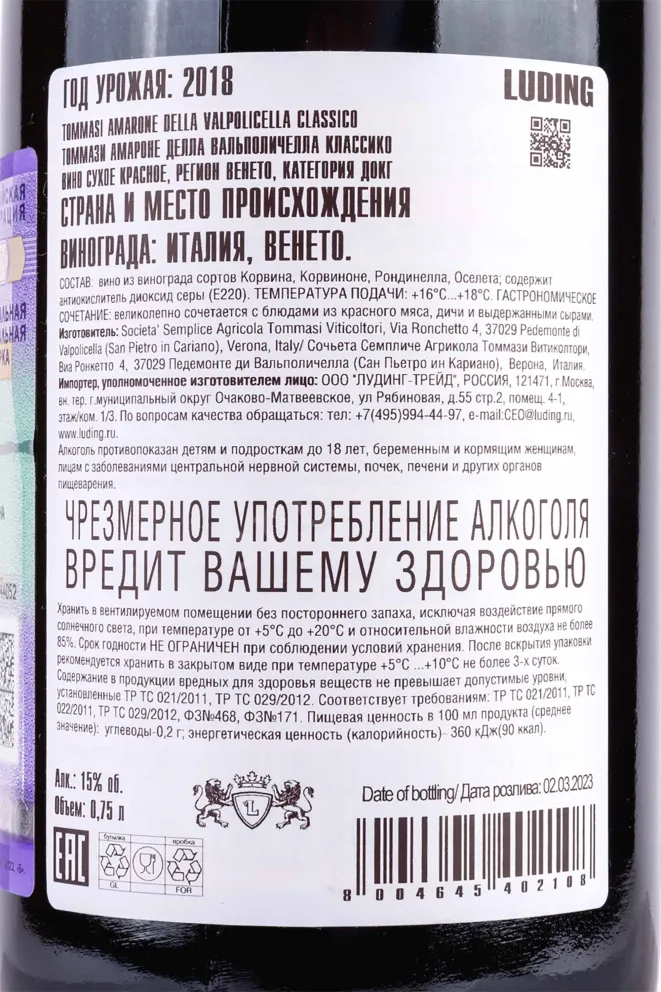 ГОД УРОЖАЯ: 2018
LUDING
TOMMASI AMARONE DELLA VALPOLICELLA CLASSICO
ТОММАЗИ АМАРОНЕ ДЕЛЛА ВАЛЬПОЛИЧЕЛЛА КЛАССИКО
ВИНО СУХОЕ КРАСНОЕ, РЕГИОН ВЕНЕТО, КАТЕГОРИЯ ДОКГ
СТРАНА И МЕСТО ПРОИСХОЖДЕНИЯ
ВИНОГРАДА: ИТАЛИЯ, ВЕНЕТО.
СОСТАВ: вино из винограда сортов Корвина, Корвиноне, Рондинелла, Оселета; содержит
антиокислитель диоксид серы (Е220). ТЕМПЕРАТУРА ПОДАЧИ: +16°С...+18°С. ГАСТРОНОМИЧЕСКОЕ
СОЧЕТАНИЕ: великолепно сочетается с блюдами из красного мяса, дичи и выдержанными сырами.
Изготовитель: Societa' Semplice Agricola Tommasi Viticoltori, Via Ronchetto 4, 37029 Pedemonte di
Valpolicella (San Pietro in Cariano), Verona, Italy/ Сочьета Семпличе Агрикола Томмази Витиколтори,
Виа Ронкетто 4, 37029 Педемонте ди Вальполичелла (Сан Пьетро ин Кариано), Верона, Италия.
Импортер, уполномоченное изготовителем лицо: ООО "ЛУДИНГ-ТРЕЙД", РОССИЯ, 121471, г.Москва,
вн. тер. г.муниципальный округ Очаково-Матвеевское, ул Рябиновая, д.55 стр.2, помещ. 4-1,
этаж/ком. 1/3. По вопросам качества обращаться: тел: +7(495)994-44-97, e-mail:CEO@luding.ru,
www.luding.ru.
Алкоголь противопоказан детям и подросткам до 18 лет, беременным и кормящим женщинам,
лицам с заболеваниями центральной нервной системы, почек, печени и других органов
пищеварения.
ЧРЕЗМЕРНОЕ УПОТРЕБЛЕНИЕ АЛКОГОЛЯ
ВРЕДИТ ВАШЕМУ ЗДОРОВЬЮ
Хранить в вентилируемом помещении без постороннего запаха, исключая воздействие прямого
солнечного света, при температуре от +5°С до +20°С и относительной влажности воздуха не более
85%. Срок годности НЕ ОГРАНИЧЕН при соблюдении условий хранения. После вскрытия упаковки
рекомендуется хранить в закрытом виде при температуре +5°С ...+10°С не более 3-х суток.
Содержание в продукции вредных для здоровья веществ не превышает допустимые уровни,
установленные ТР ТС 021/2011, ТР ТС 029/2012. Соответствует требованиям: ТР ТС 021/2011, ТР ТС
022/2011, ТР ТС 029/2012, ФЗ№468, ФЗ№171. Пищевая ценность в 100 мл продукта (среднее
значение): углеводы-0,2 г; энергетическая ценность (калорийность)- 360 кДж(90 ккал).
Алк.: 15% об.
Объем: 0,75 л
L
Date of bottling/ Дата розлива: 02.03.2023
EAC
бутылка
пробка
GL
FOR
8 004645 402108